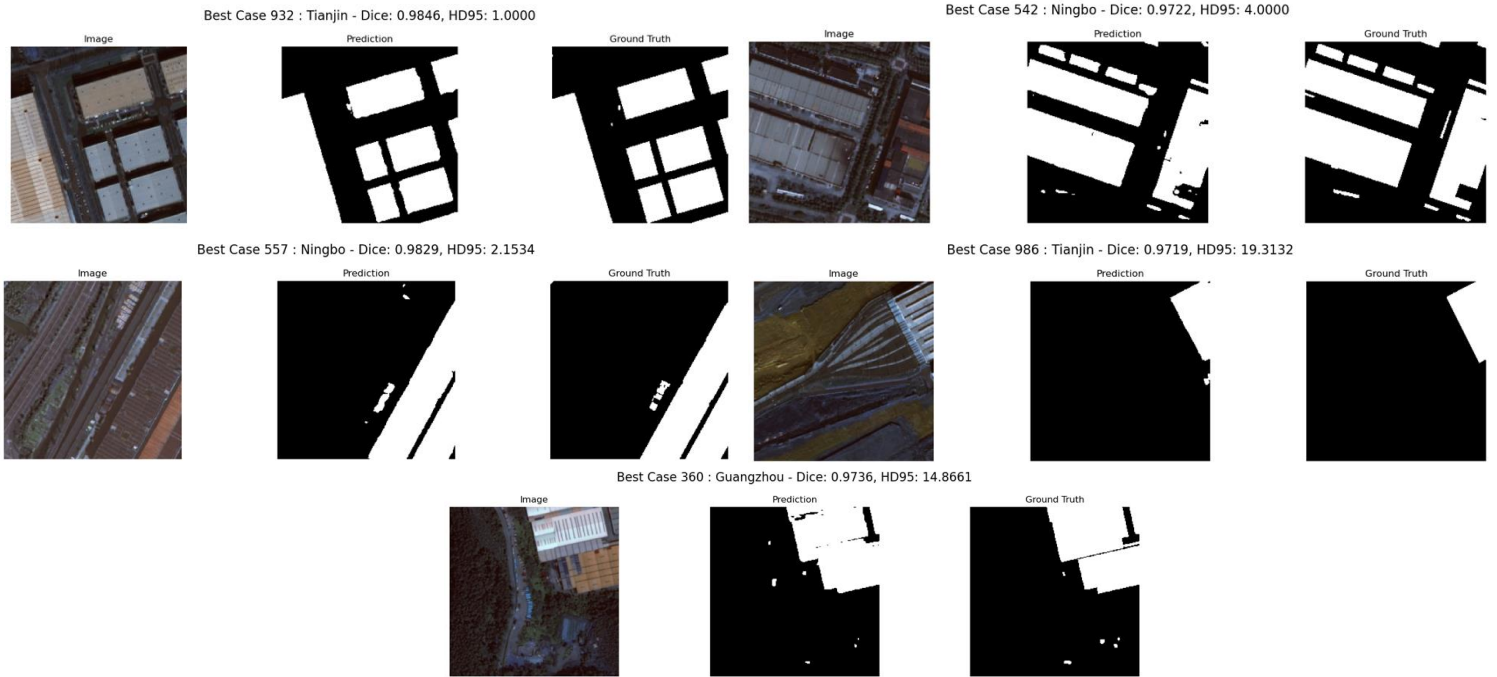 Best Case 932 : Tianjin - Dice: 0.9846, HD95: 1.0000
Image
Prediction
Ground Truth
Best Case 542 : Ningbo - Dice: 0.9722, HD95: 4.0000
Image
Prediction
Ground Truth
Best Case 557 : Ningbo - Dice: 0.9829, HD95: 2.1534
Image
Prediction
Ground Truth
Best Case 986 : Tianjin - Dice: 0.9719, HD95: 19.3132
Image
Prediction
Ground Truth
Best Case 360 : Guangzhou - Dice: 0.9736, HD95: 14.8661
Image
Prediction
Ground Truth